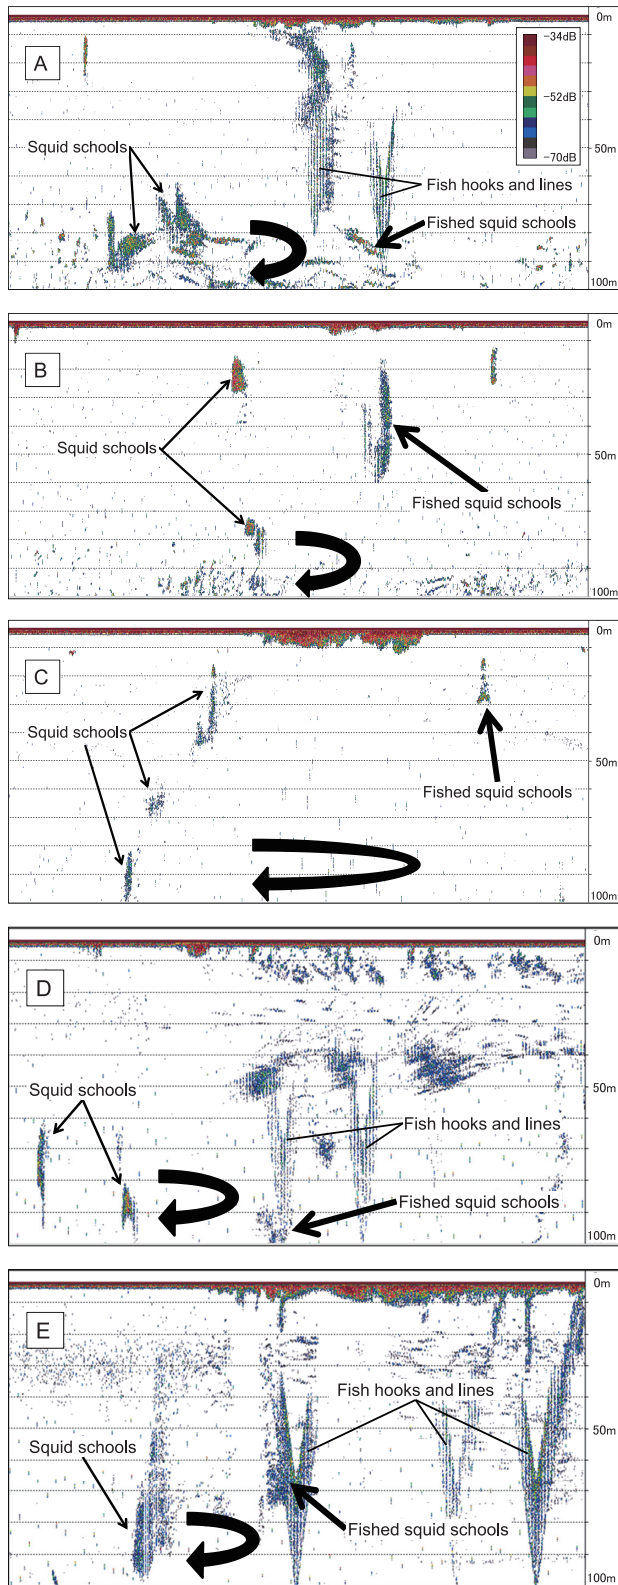 0m
-34dB
A
-52dB
Squid schools
50m
-70dB
Fish hooks and lines
Fished squid schools
100m
0m
B
Squid schools
50m
Fished squid schools
100m
0m
C
Squid schools
50m
Fished squid schools
100m
0m
D
Squid schools
50m
Fish hooks and lines
Fished squid schools
100m
0m
E
Fish hooks and lines
50m
Squid schools
Fished squid schools
100m